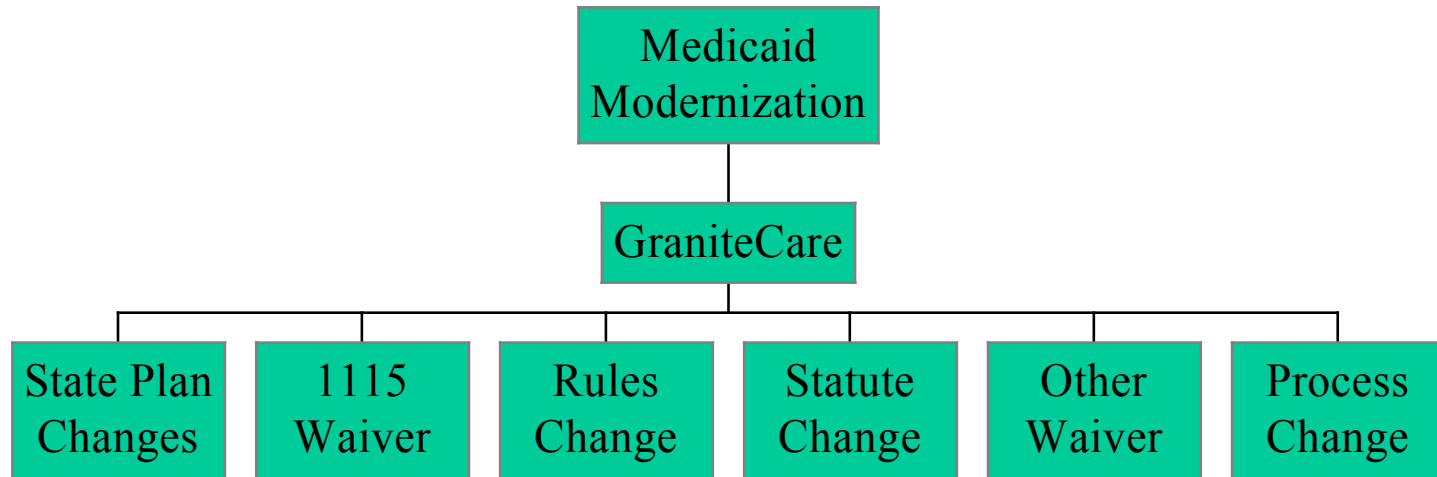 Medicaid
Modernization
GraniteCare
State Plan
Changes
1115
Waiver
Rules
Change
Statute
Change
Other
Waiver
Process
Change